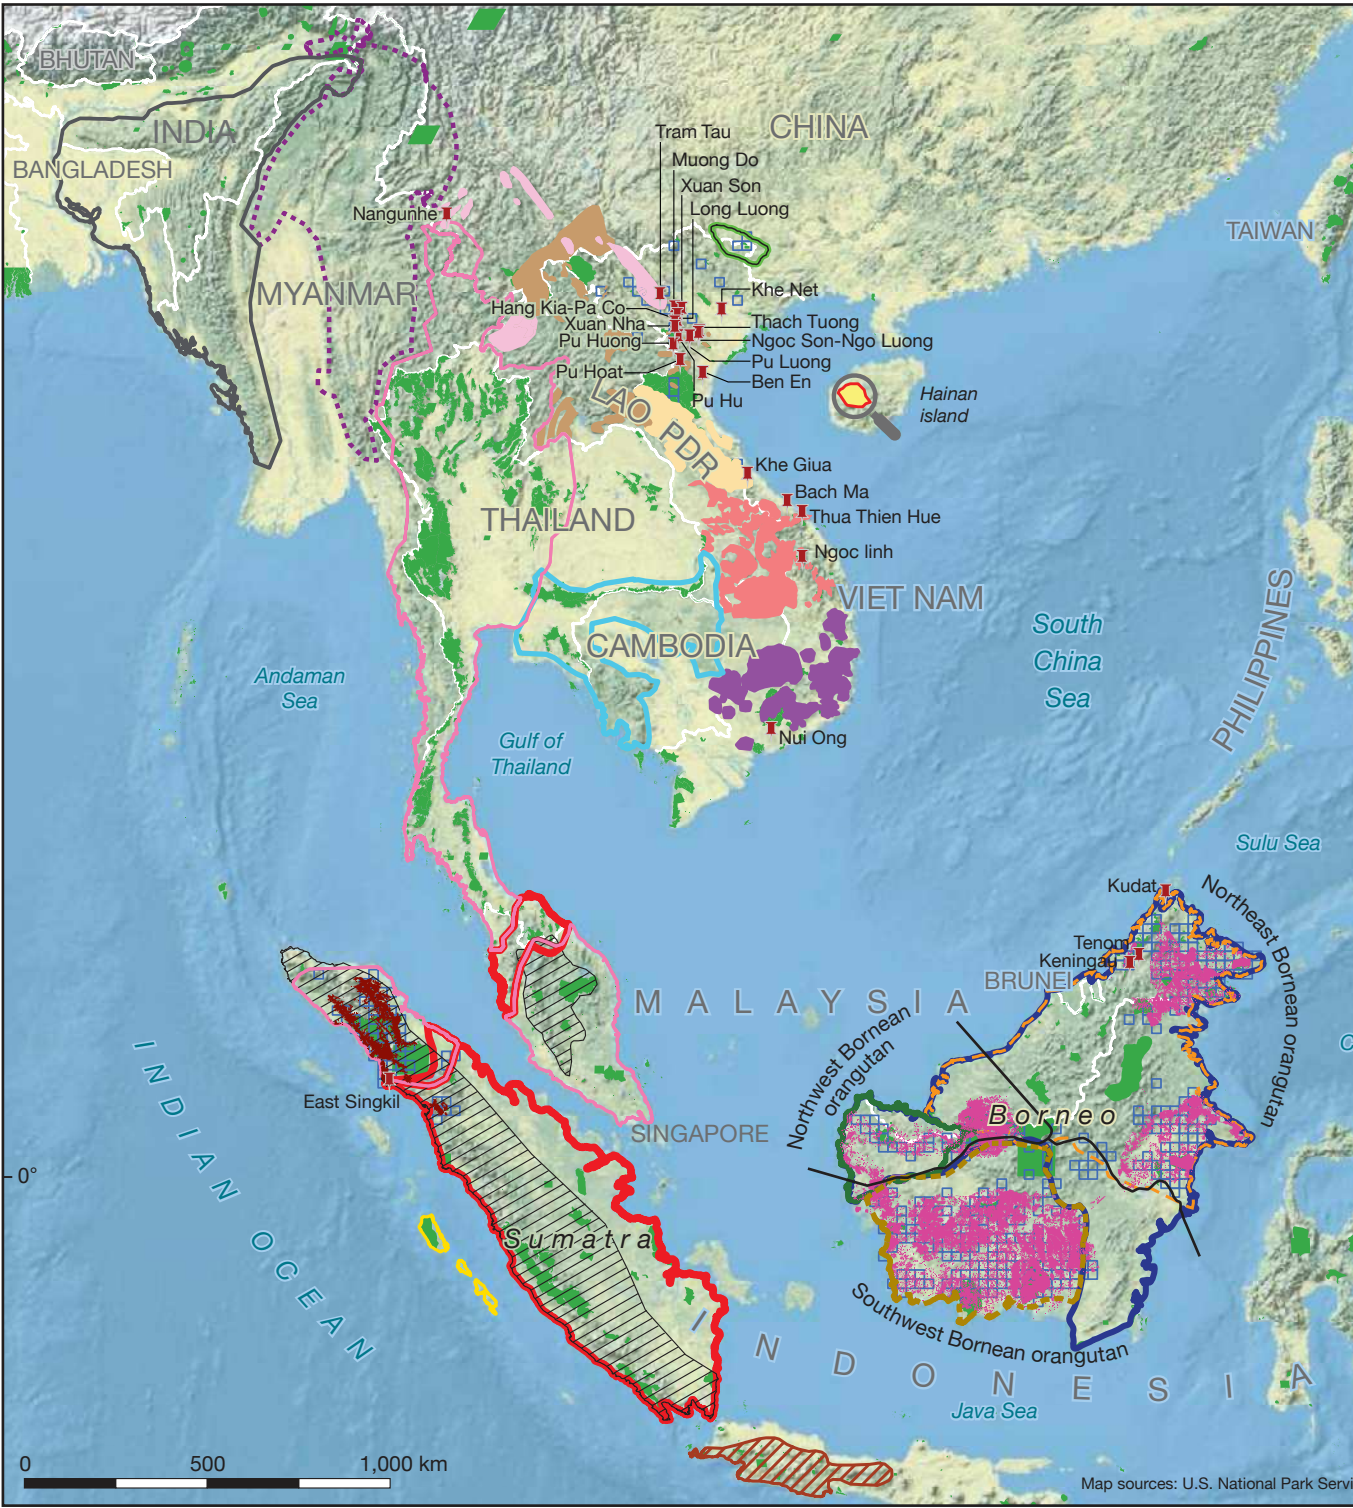 BHUTAN
INDIA
BANGLADESH
CHINA
Tram Tau
Muong Do
Xuan Son
Long Luong
Nangunhe
TAIWAN
MYANMAR
Khe Net
Hang Kia-Pa Co
Xuan Nha
Pu Huong
Pu Hoat
Thach Tuong
Ngoc Son-Ngo Luong
Pu Luong
Ben En
Pu Hu
Hainan
island
LAO PDR
Khe Giua
Bach Ma
Thua Thien Hue
Ngoc linh
THAILAND
VIET NAM
CAMBODIA
South
China
Sea
PHILIPPINES
Andaman
Sea
Gulf of
Thailand
Nui Ong
Sulu Sea
Kudat
Tenom
Keningau
BRUNEI
Northeast Bornean orangutan
MALAYSIA
Northwest Bornean
orangutan
East Singkil
SINGAPORE
Borneo
INDIAN OCEAN
0°
Sumatra
Southwest Bornean orangutan
INDONESIA
Java Sea
0 500 1,000 km
Map sources: U.S. National Park Servi